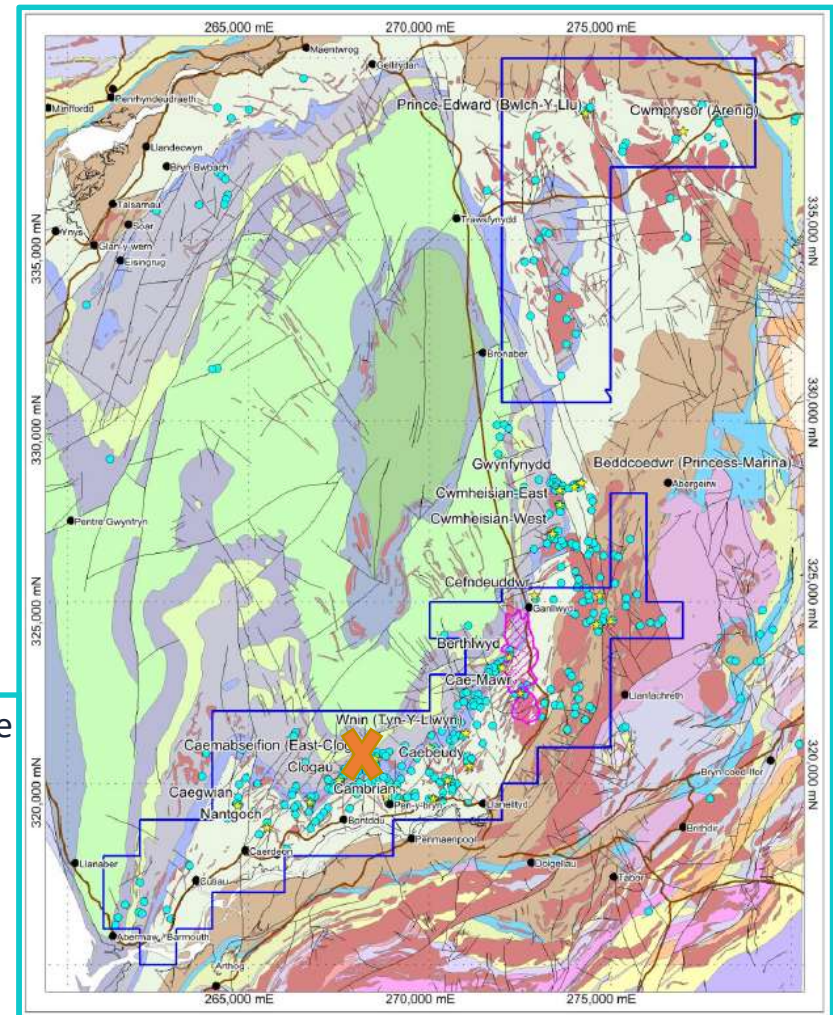 265,000 mE
270,000 mE
275,000 mE
Maentwrog
Gellilydan
Penrhyndeudraeth
Minffordd
Prince-Edward (Bwlch-Y-Llu)
Cwmprysor (Arenig)
Llandecwyn
Bryn Bwbach
Talsarnau
Trawsfynydd
Ynys
Soar
Glan-y-wern
Eisingrug
335,000 mN
335,000 mN
Bronaber
330,000 mN
330,000 mN
Gwynfynydd
Beddcoedwr (Princess-Marina)
Abergeirw
Cwmheisian-East
Cwmheisian-West
Pentre Gwynfryn
Cefndeuddwr
325,000 mN
325,000 mN
Ganllwyd
Berthlwyd
Cae-Mawr
Llanfachreth
e
Wnin (Tyn-Y-Llwyn)
Caemabseifion (East-Clog
Caebeudy
Clogau
320,000 mN
Bryn-coed-Ifor
Caegwian
Cambrian
320,000 mN
Nantgoch
Pen-y-bryn
Llanelltyd
Bontddu
Brithdir
Penmaenpool
Caerdeon
Llanaber
Dolgellau
Cutiau
Tabor
Abermaw / Barmouth
Arthog
265,000 mE
270,000 mE
275,000 mE